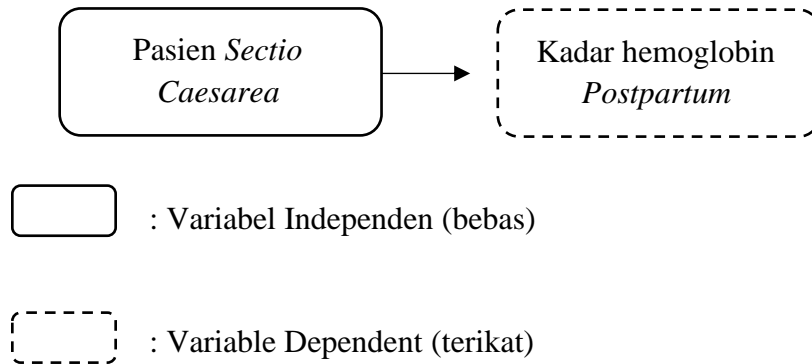 Pasien Sectio
Caesarea
Kadar hemoglobin
Postpartum
: Variabel Independen (bebas)
: Variable Dependent (terikat)